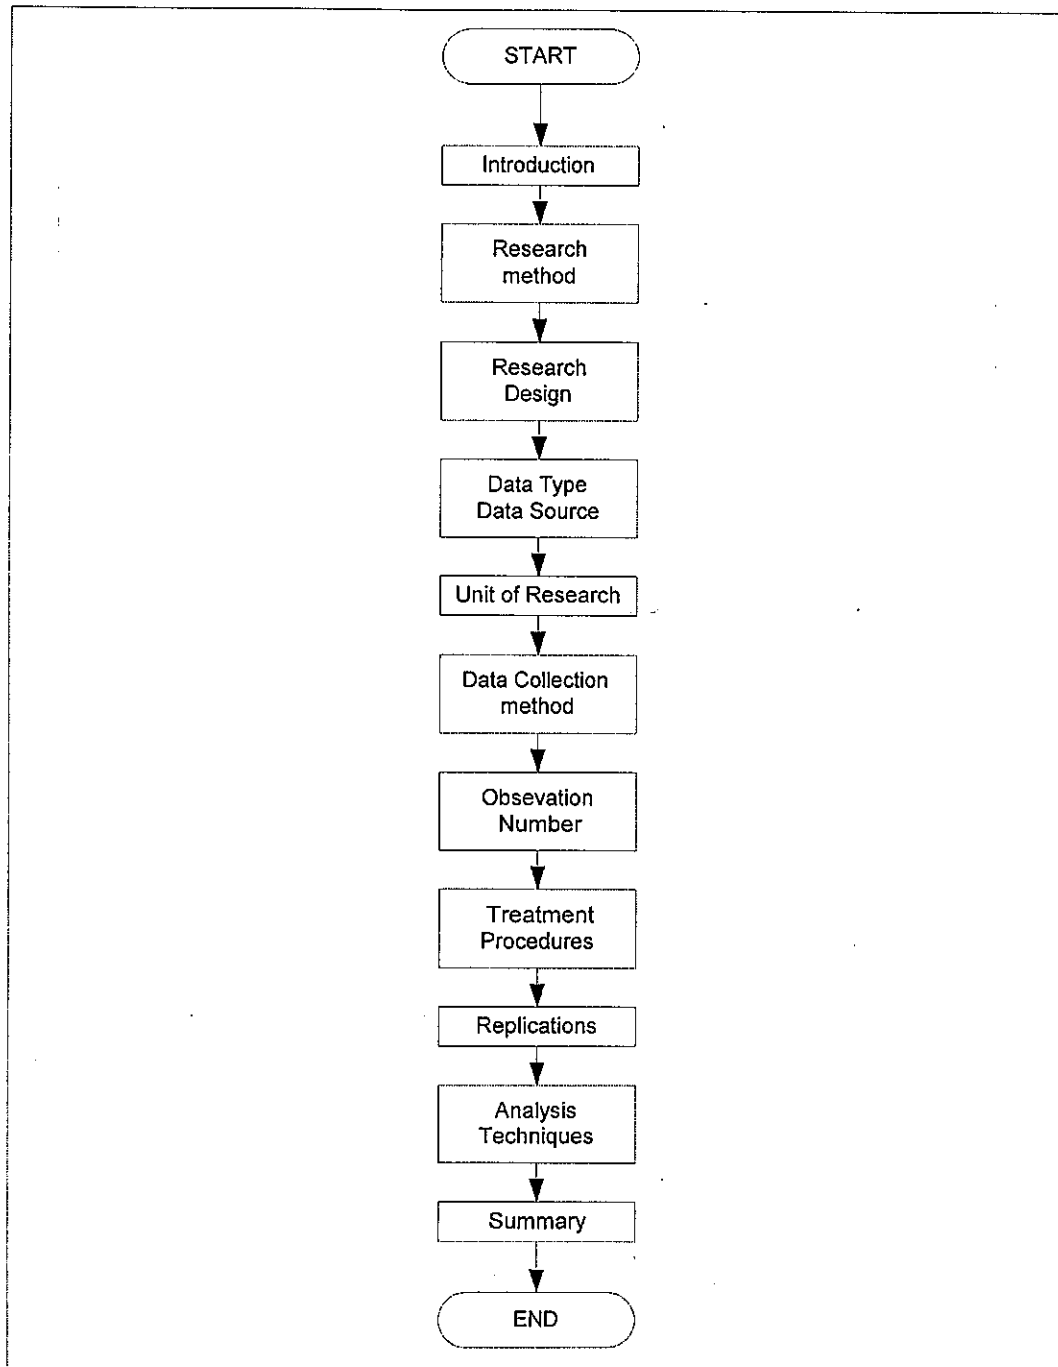 START
Introduction
Research
method
Research
Design
Data Type
Data Source
Unit of Research
Data Collection
method
Obsevation
Number
Treatment
Procedures
Replications
Analysis
Techniques
Summary
END